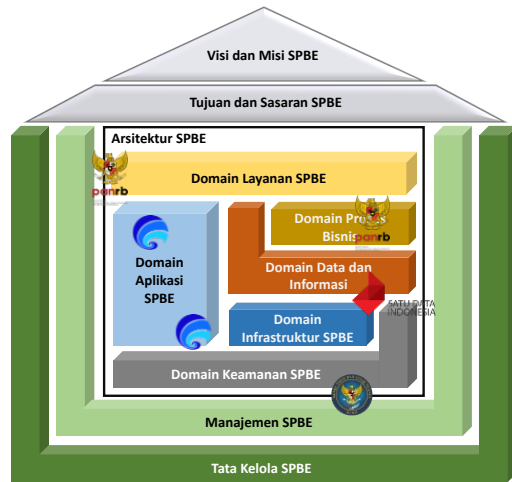 Visi dan Misi SPBE
Tujuan dan Sasaran SPBE
Arsitektur SPBE
Domain Layanan SPBE
panrb
Domain Proses
Bisnis
panrb
Domain
Aplikasi
SPBE
Domain Data dan
Informasi
SATU DATA
INDONESIA
Domain
Infrastruktur SPBE
Domain Keamanan SPBE
Manajemen SPBE
Tata Kelola SPBE